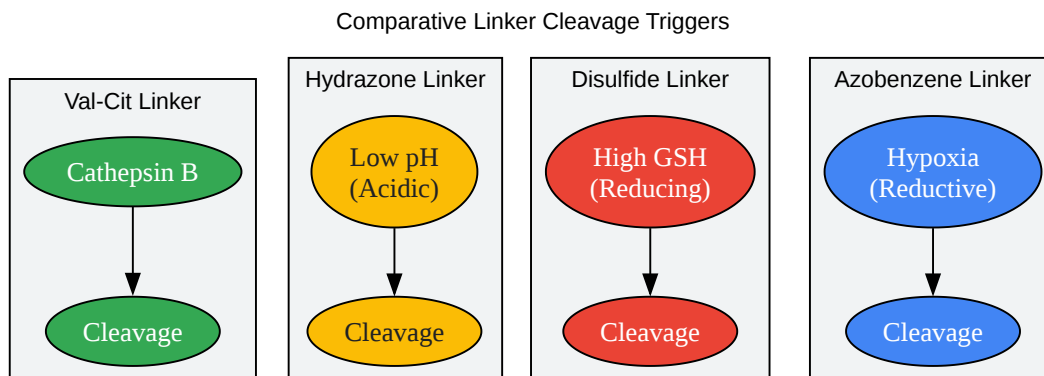 Comparative Linker Cleavage Triggers
Val-Cit Linker
Cathepsin B
Cleavage
Hydrazone Linker
Low pH
(Acidic)
Cleavage
Disulfide Linker
High GSH
(Reducing)
Cleavage
Azobenzene Linker
Hypoxia
(Reductive)
Cleavage